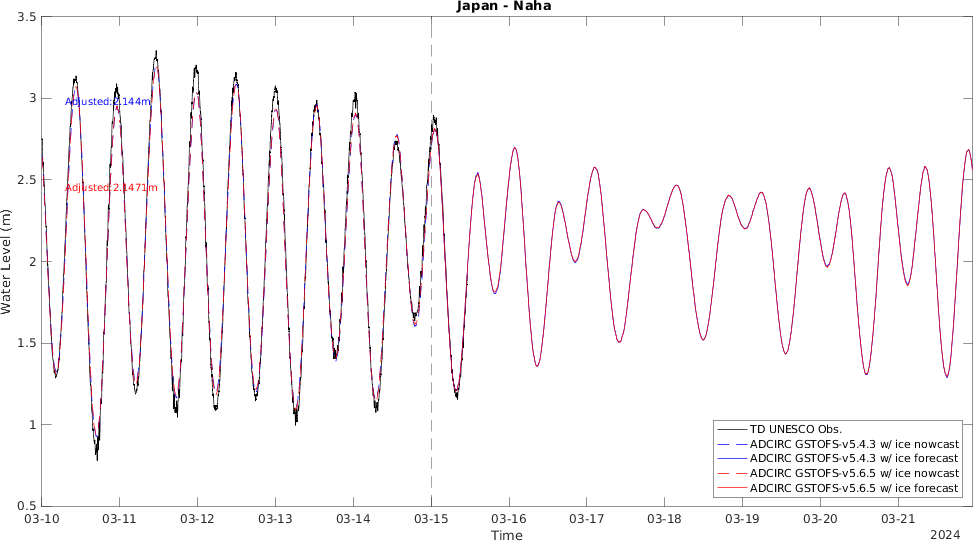 Japan - Naha
3.5
3
2.5
2
1.5
1
0.5
Water Level (m)
Adjusted:2.144m
Adjusted:2.1471m
TD UNESCO Obs.
ADCIRC GSTOFS-v5.4.3 w/ ice nowcast
ADCIRC GSTOFS-v5.4.3 w/ ice forecast
ADCIRC GSTOFS-v5.6.5 w/ ice nowcast
ADCIRC GSTOFS-v5.6.5 w/ ice forecast
03-10 03-11 03-12 03-13 03-14 03-15 03-16 03-17 03-18 03-19 03-20 03-21
Time
2024